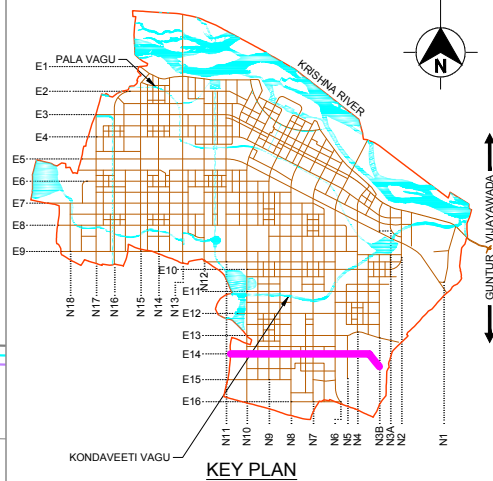 PALA VAGU
KRISHNA RIVER
N
E1
E2
E3
E4
E5
E6
E7
E8
E9
E10
E11
E12
E13
E14
E15
E16
GUNTUR
VIJAYAWADA
N18
N17
N16
N15
N14
N13
N12
N11
N10
N9
N8
N7
N6
N5
N4
N3B
N3A
N2
N1
KONDAVEETI VAGU
KEY PLAN